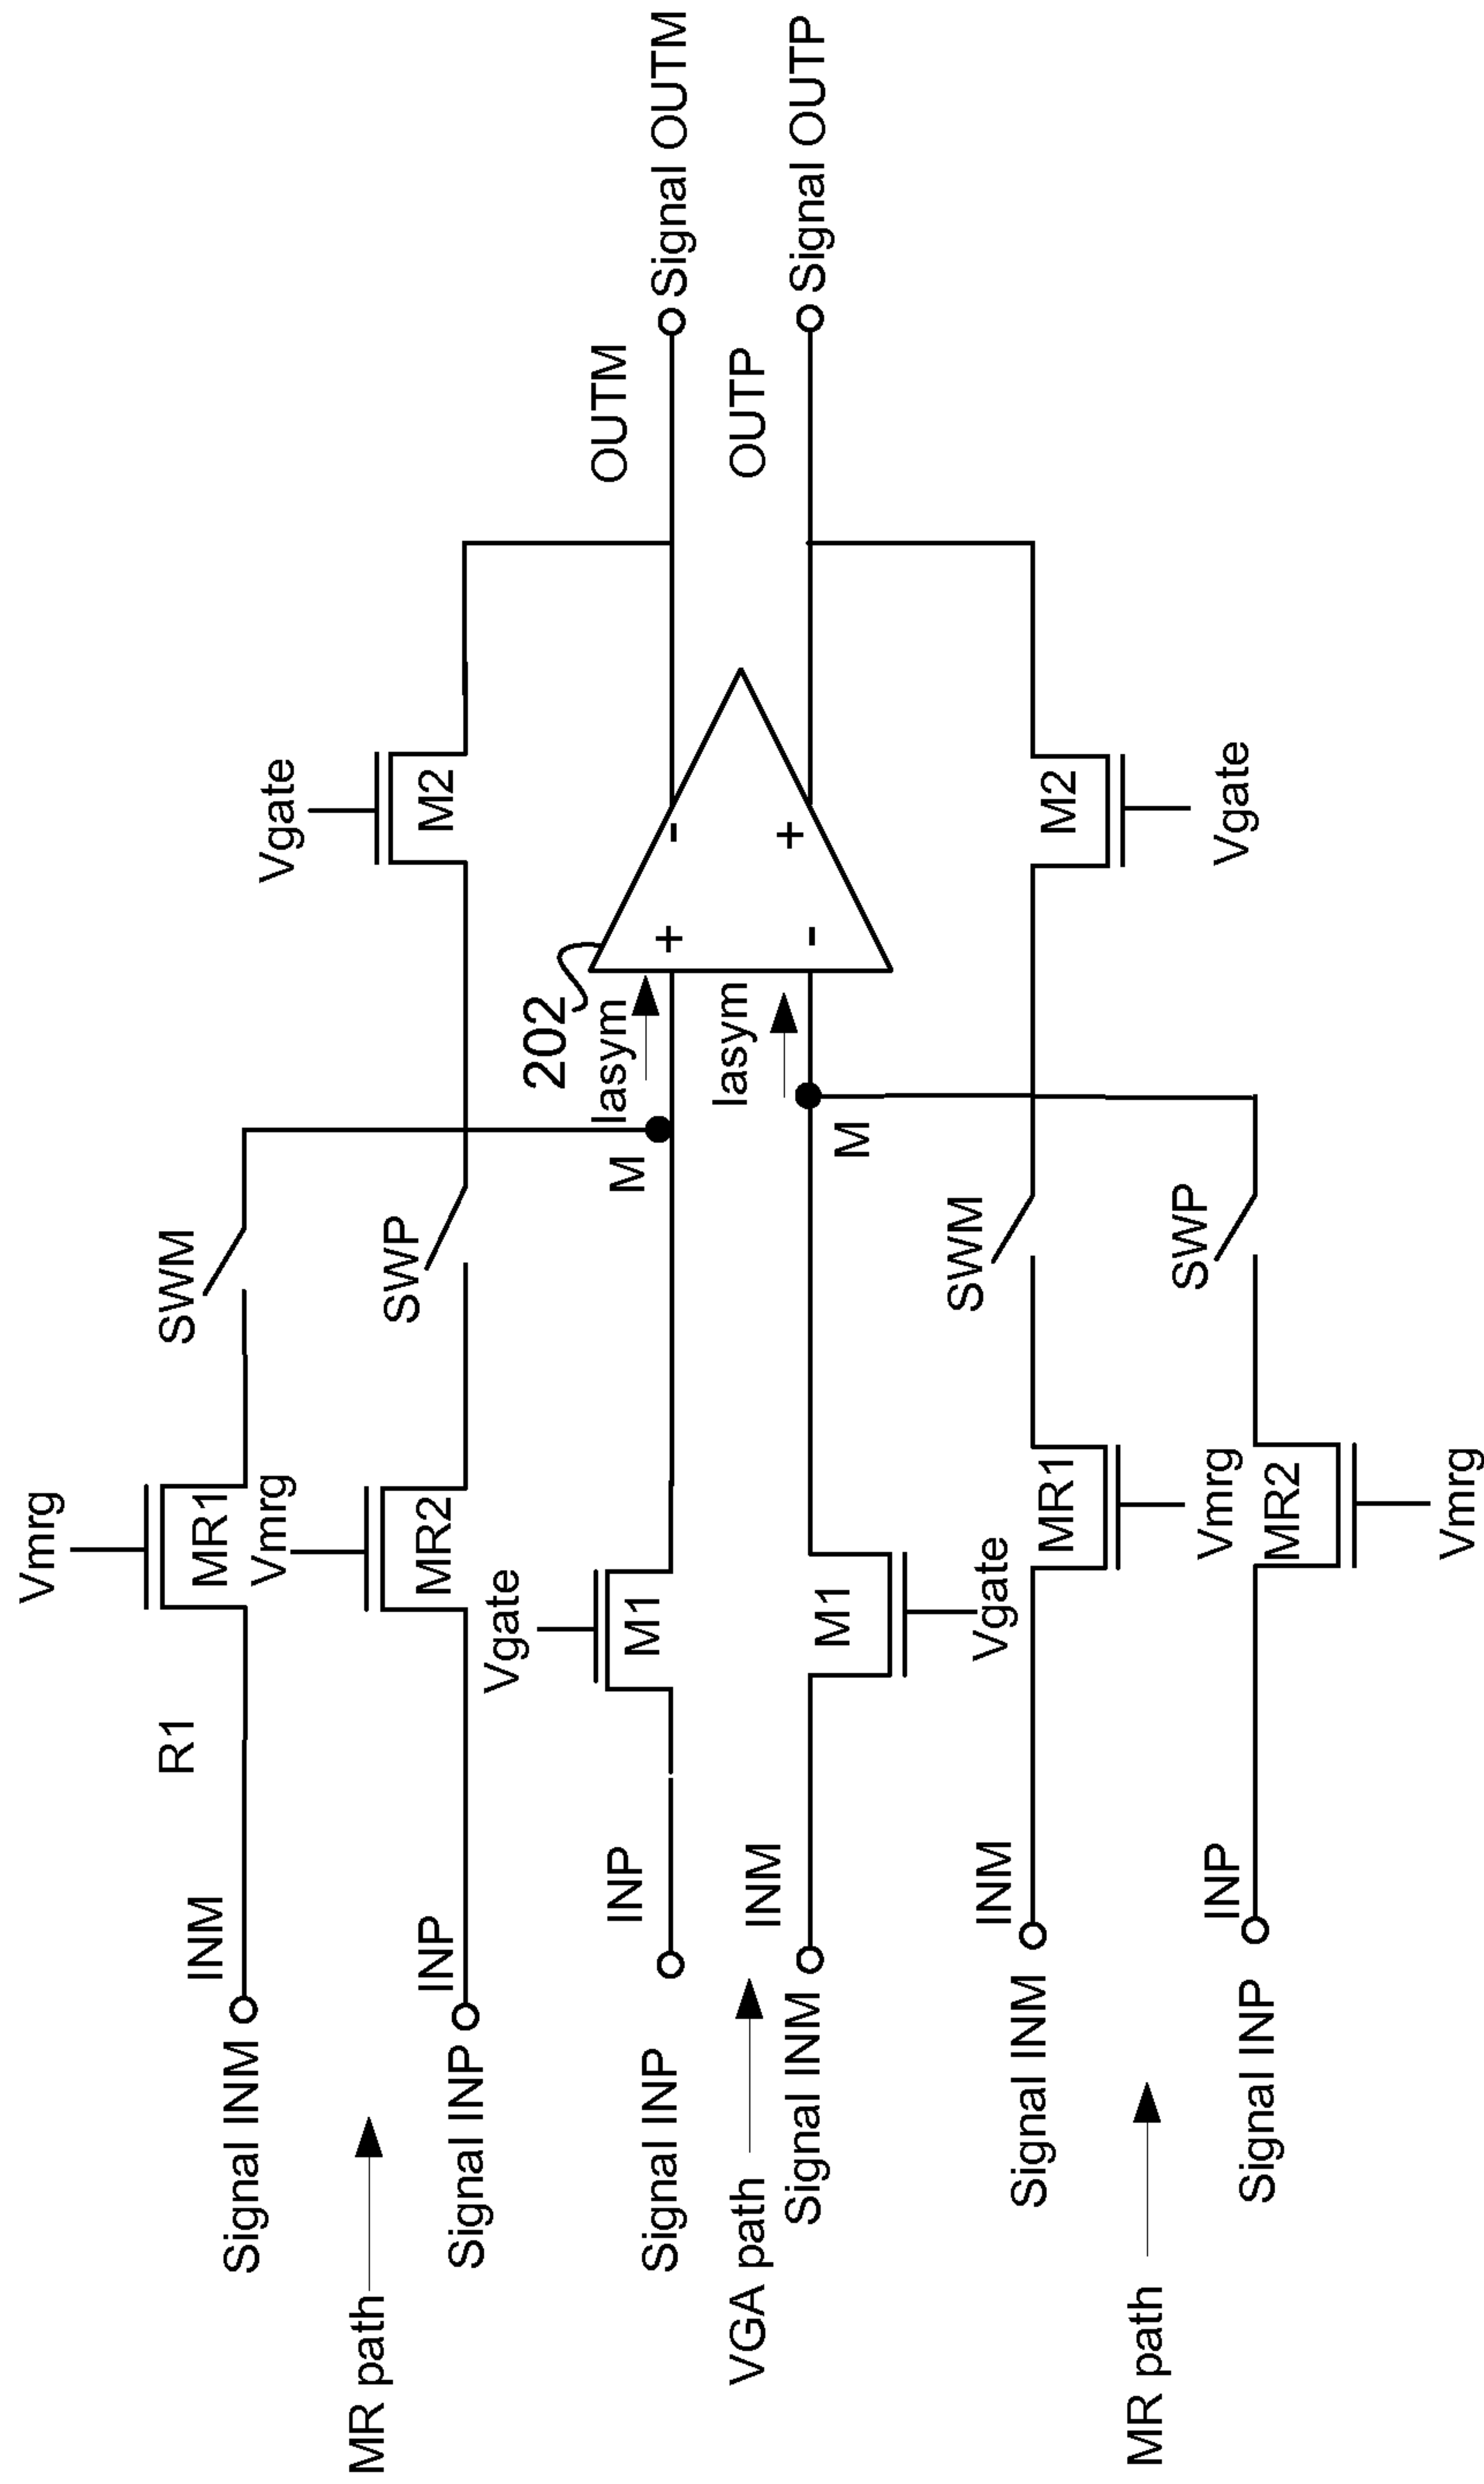 Vmrg
SWM
MR1
R1
INM
Signal INM
Vmrg
SWP
MR2
INP
Signal INP
MR path
Vgate
M2
Vgate
M1
INP
Signal INP
M
Iasym
202
+
-
OUTM
Signal OUTM
VGA path
Iasym
-
+
OUTP
Signal OUTP
INM
Signal INM
M1
Vgate
M
M2
Vgate
SWM
MR1
Vmrg
INM
Signal INM
MR path
SWP
MR2
Vmrg
INP
Signal INP